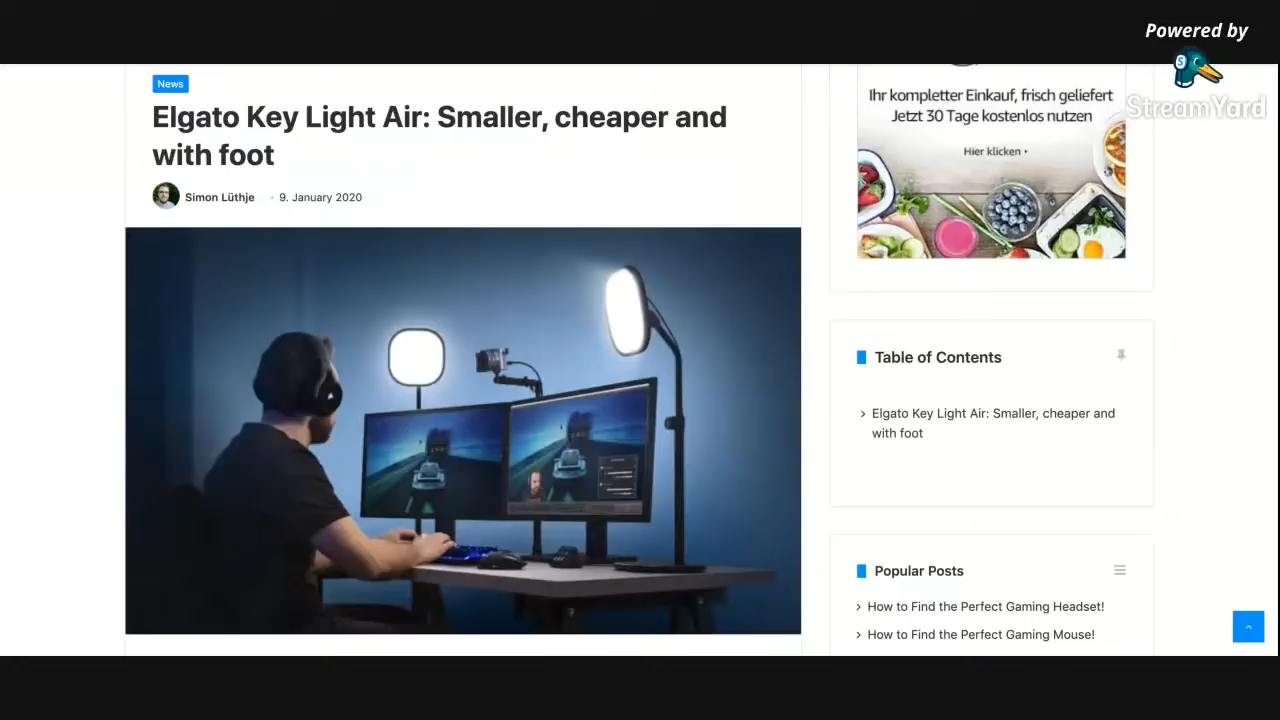 Powered by
StreamYard
News
Elgato Key Light Air: Smaller, cheaper and
with foot
Simon Lüthje
9. January 2020
Ihr kompletter Einkauf, frisch geliefert
Jetzt 30 Tage kostenlos nutzen
Hier klicken
Table of Contents
Elgato Key Light Air: Smaller, cheaper and
with foot
Popular Posts
How to Find the Perfect Gaming Headset!
How to Find the Perfect Gaming Mouse!